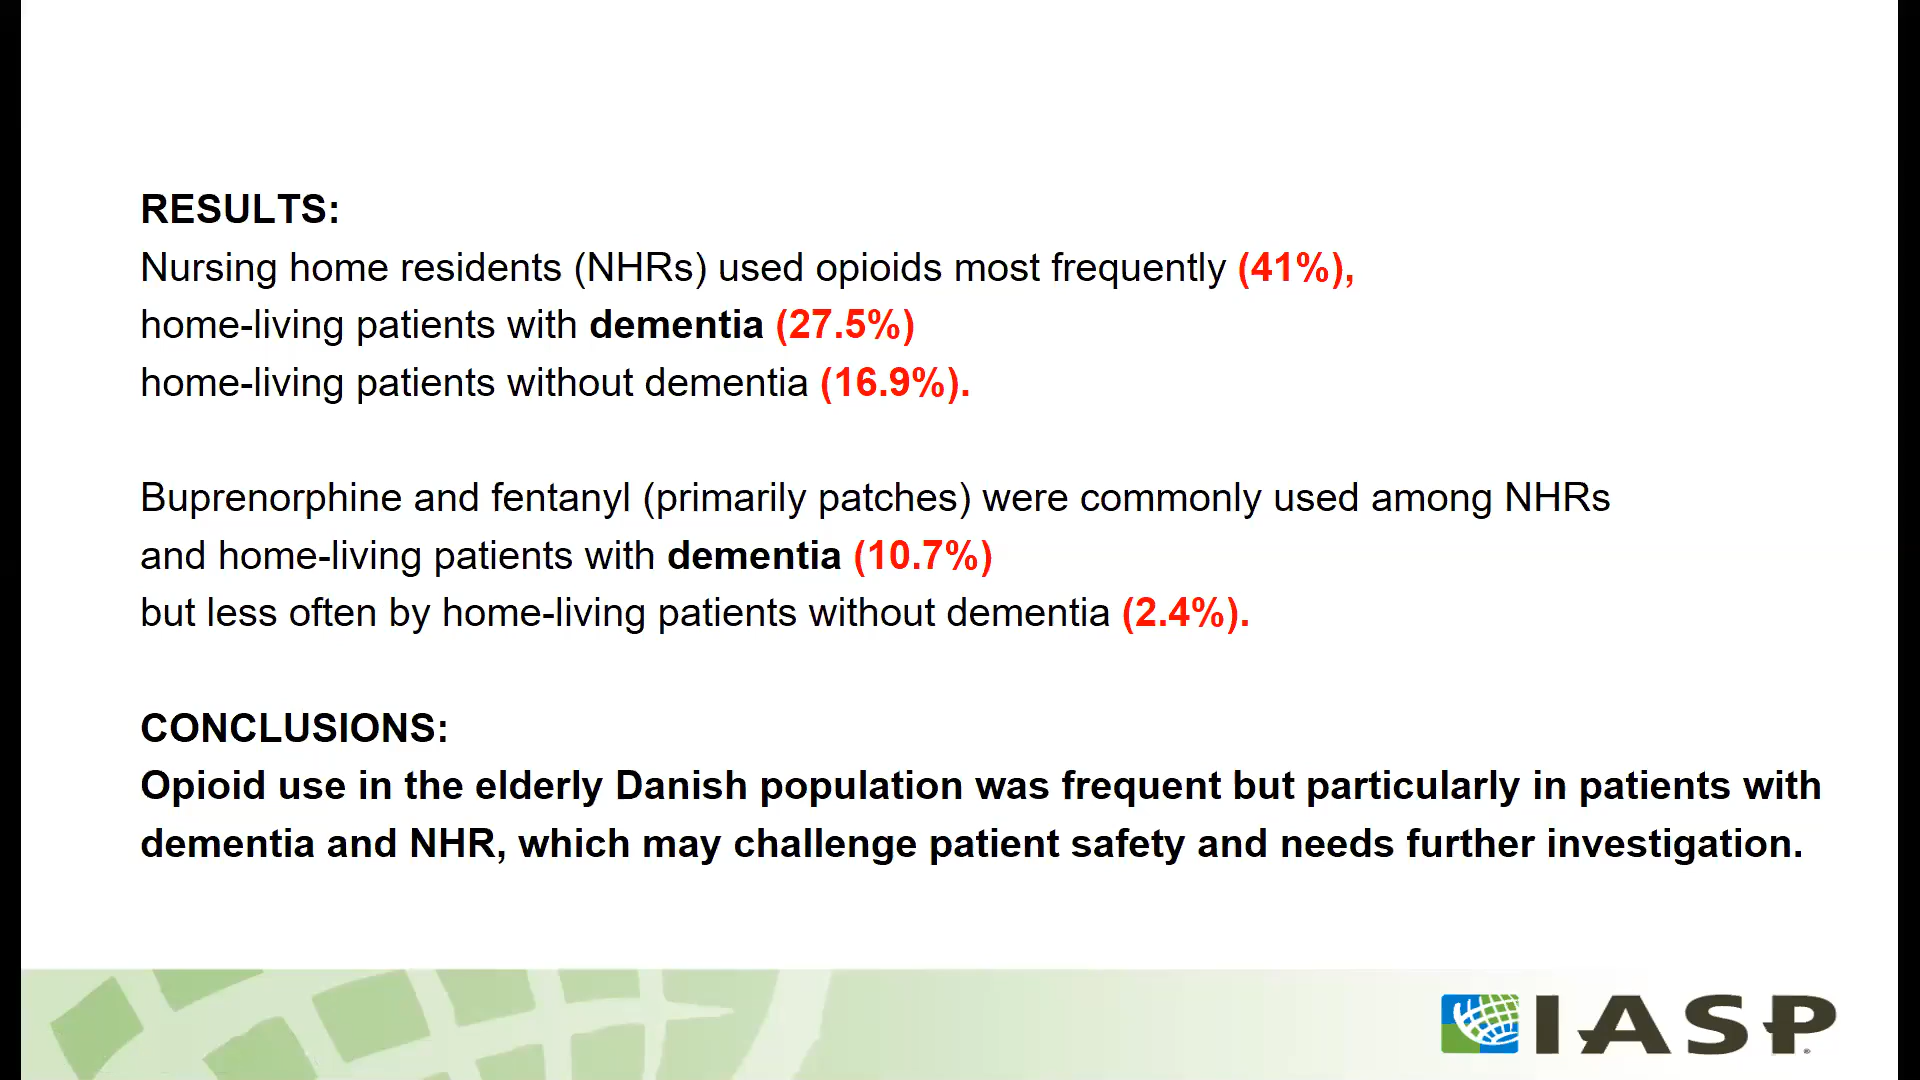 RESULTS:
Nursing home residents (NHRs) used opioids most frequently (41%),
home-living patients with dementia (27.5%)
home-living patients without dementia (16.9%).
Buprenorphine and fentanyl (primarily patches) were commonly used among NHRs
and home-living patients with dementia (10.7%)
but less often by home-living patients without dementia (2.4%).
CONCLUSIONS:
Opioid use in the elderly Danish population was frequent but particularly in patients with
dementia and NHR, which may challenge patient safety and needs further investigation.
IASP®